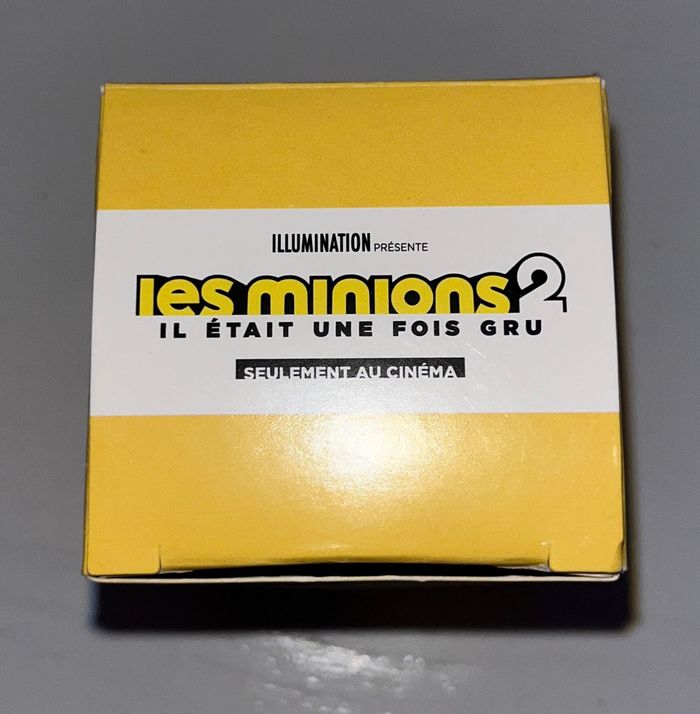 ILLUMINATION PRÉSENTE
les minions 2
IL ÉTAIT UNE FOIS GRU
SEULEMENT AU CINÉMA